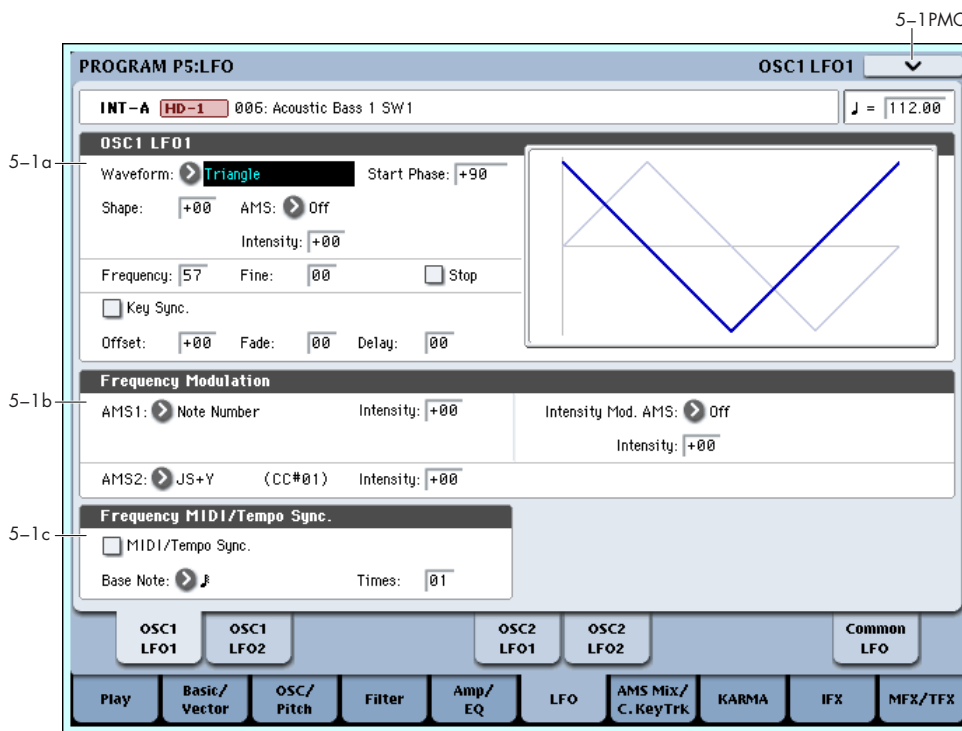 5–1PMC
PROGRAM P5:LFO OSC1 LFO1
INT-A HD-1 006: Acoustic Bass 1 SW1 ♩ = 112.00
5–1a
OSC1 LFO1
Waveform: Triangle Start Phase: +90
Shape: +00 AMS: Off
Intensity: +00
Frequency: 57 Fine: 00 Stop
Key Sync.
Offset: +00 Fade: 00 Delay: 00
Frequency Modulation
5–1b
AMS1: Note Number Intensity: +00 Intensity Mod. AMS: Off
Intensity: +00
AMS2: JS+Y (CC#01) Intensity: +00
Frequency MIDI/Tempo Sync.
5–1c
MIDI/Tempo Sync.
Base Note: Times: 01
OSC1 LFO1
OSC1 LFO2
OSC2 LFO1
OSC2 LFO2
Common LFO
Play
Basic/ Vector
OSC/ Pitch
Filter
Amp/ EQ
LFO
AMS Mix/ C. KeyTrk
KARMA
IFX
MFX/TFX